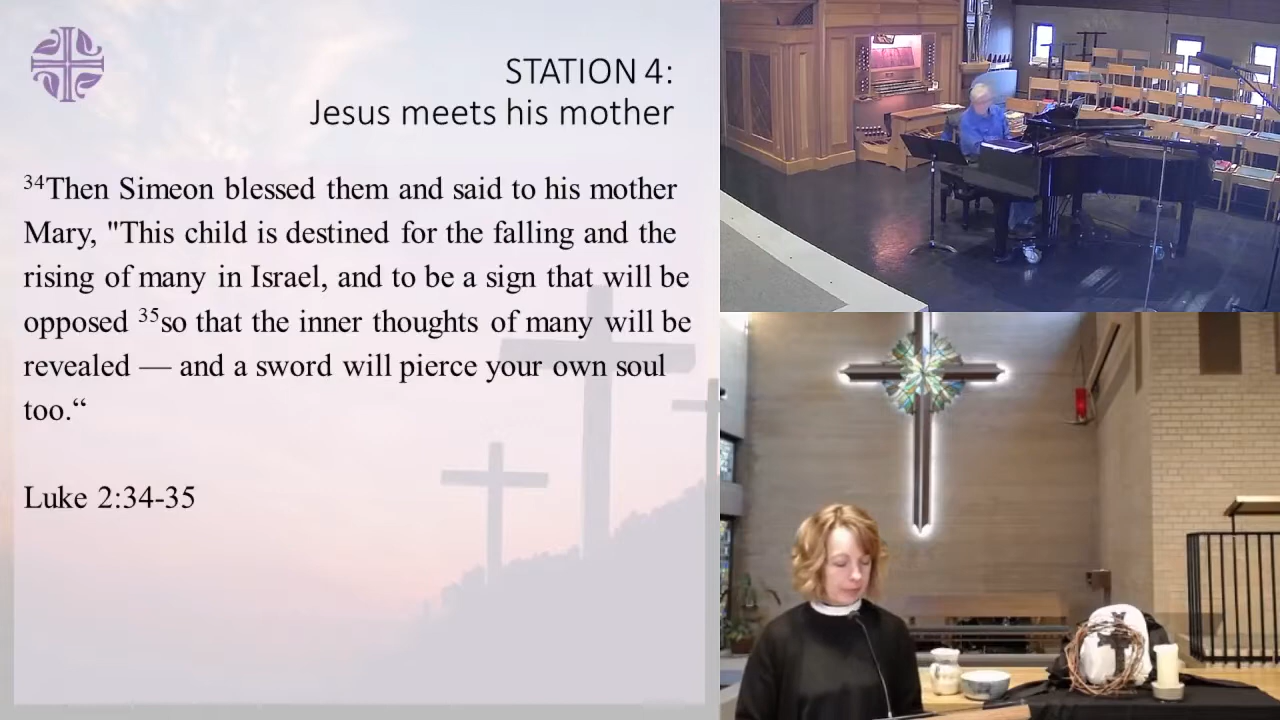 STATION 4:
Jesus meets his mother
³⁴Then Simeon blessed them and said to his mother
Mary, "This child is destined for the falling and the
rising of many in Israel, and to be a sign that will be
opposed ³⁵so that the inner thoughts of many will be
revealed — and a sword will pierce your own soul
too.“
Luke 2:34-35